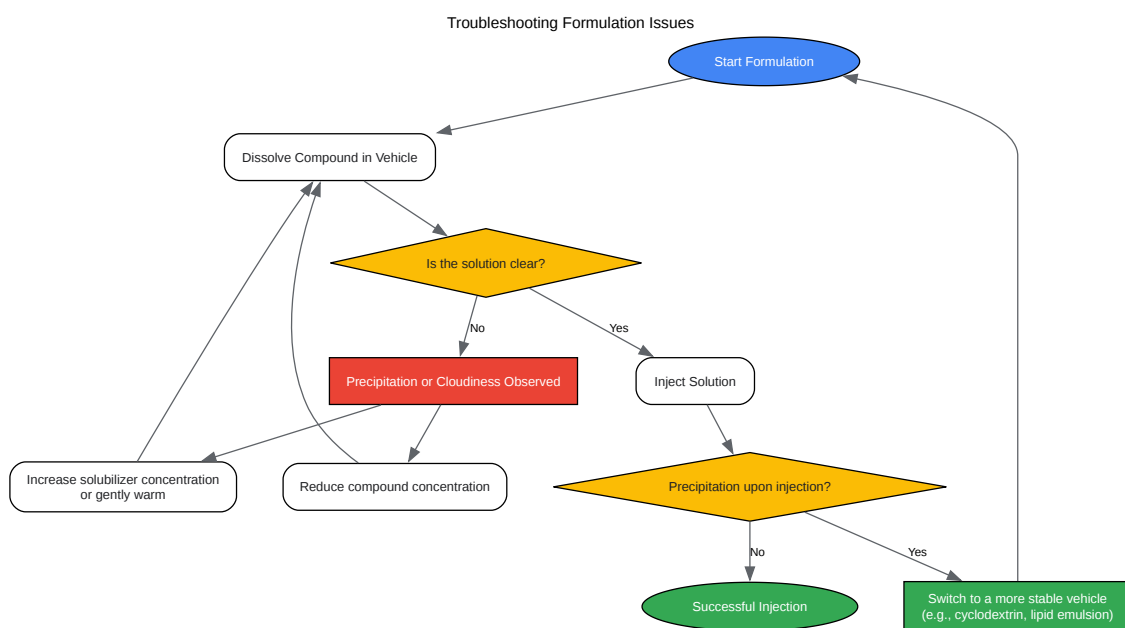 Troubleshooting Formulation Issues
Start Formulation
Dissolve Compound in Vehicle
Is the solution clear?
No
Yes
Precipitation or Cloudiness Observed
Inject Solution
Increase solubilizer concentration
or gently warm
Reduce compound concentration
Precipitation upon injection?
No
Yes
Successful Injection
Switch to a more stable vehicle
(e.g., cyclodextrin, lipid emulsion)